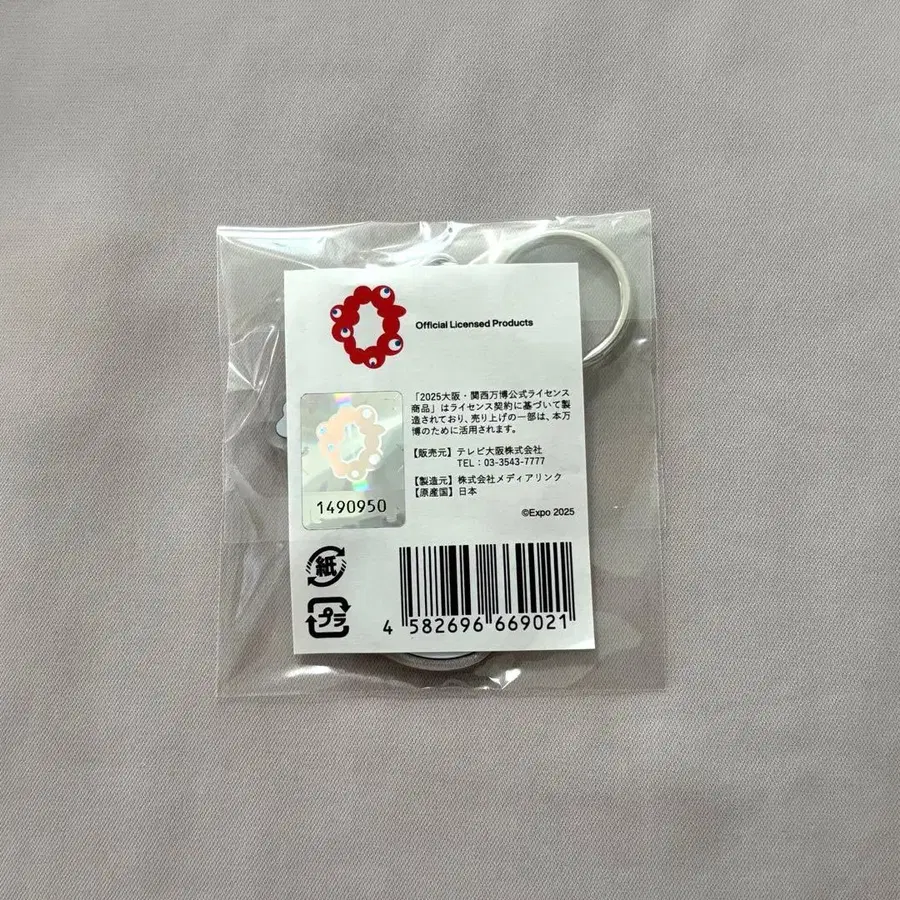 Official Licensed Products
「2025大阪・関西万博公式ライセンス
商品」はライセンス契約に基づいて製
造されており、売り上げの一部は、本万
博のために活用されます。
【販売元】テレビ大阪株式会社
TEL：03-3543-7777
【製造元】株式会社メディアリンク
【原産国】日本
©Expo 2025
1490950
紙
プラ
4 582696 669021